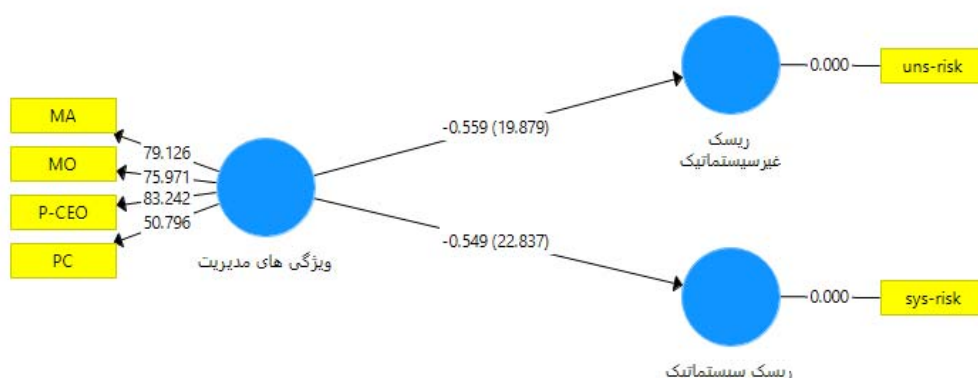 MA
MO
P-CEO
PC
79.126
75.971
83.242
50.796
ویژگی های مدیریت
-0.559 (19.879)
-0.549 (22.837)
ریسک
غیرسیستماتیک
0.000
uns-risk
ریسک سیستماتیک
0.000
sys-risk